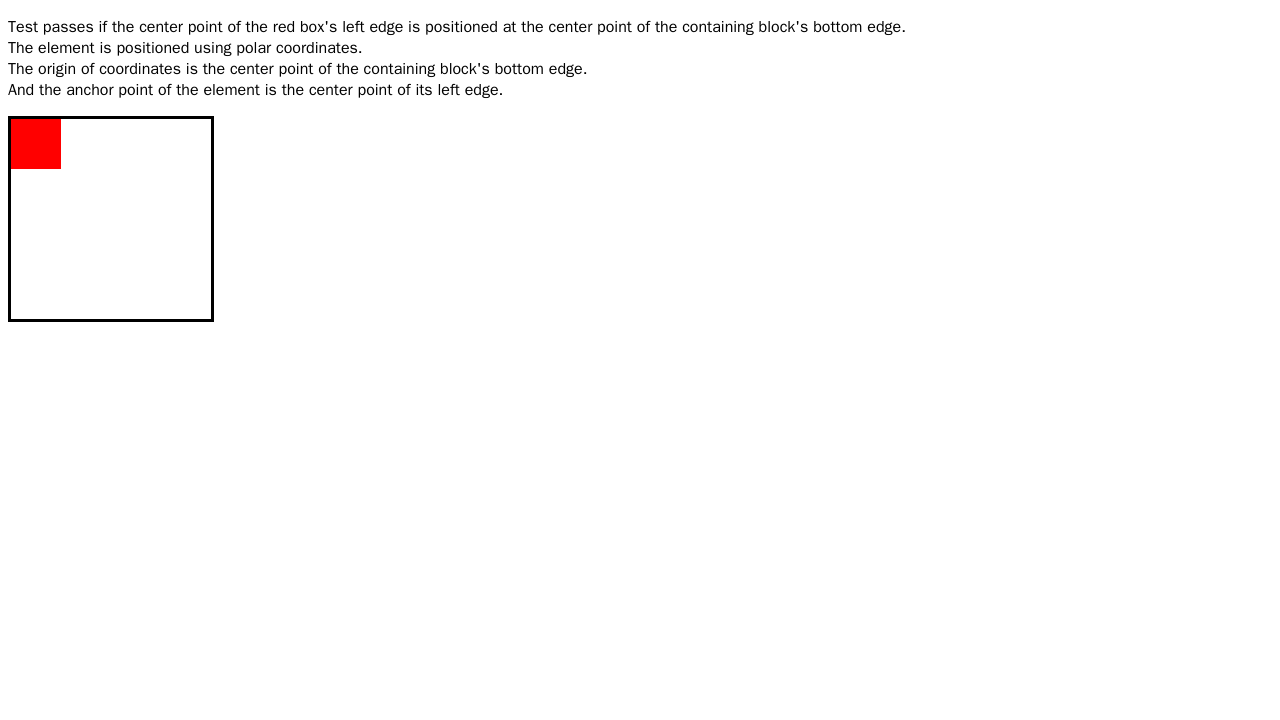 Test passes if the center point of the red box's left edge is positioned at the center point of the containing block's bottom edge.
The element is positioned using polar coordinates.
The origin of coordinates is the center point of the containing block's bottom edge.
And the anchor point of the element is the center point of its left edge.